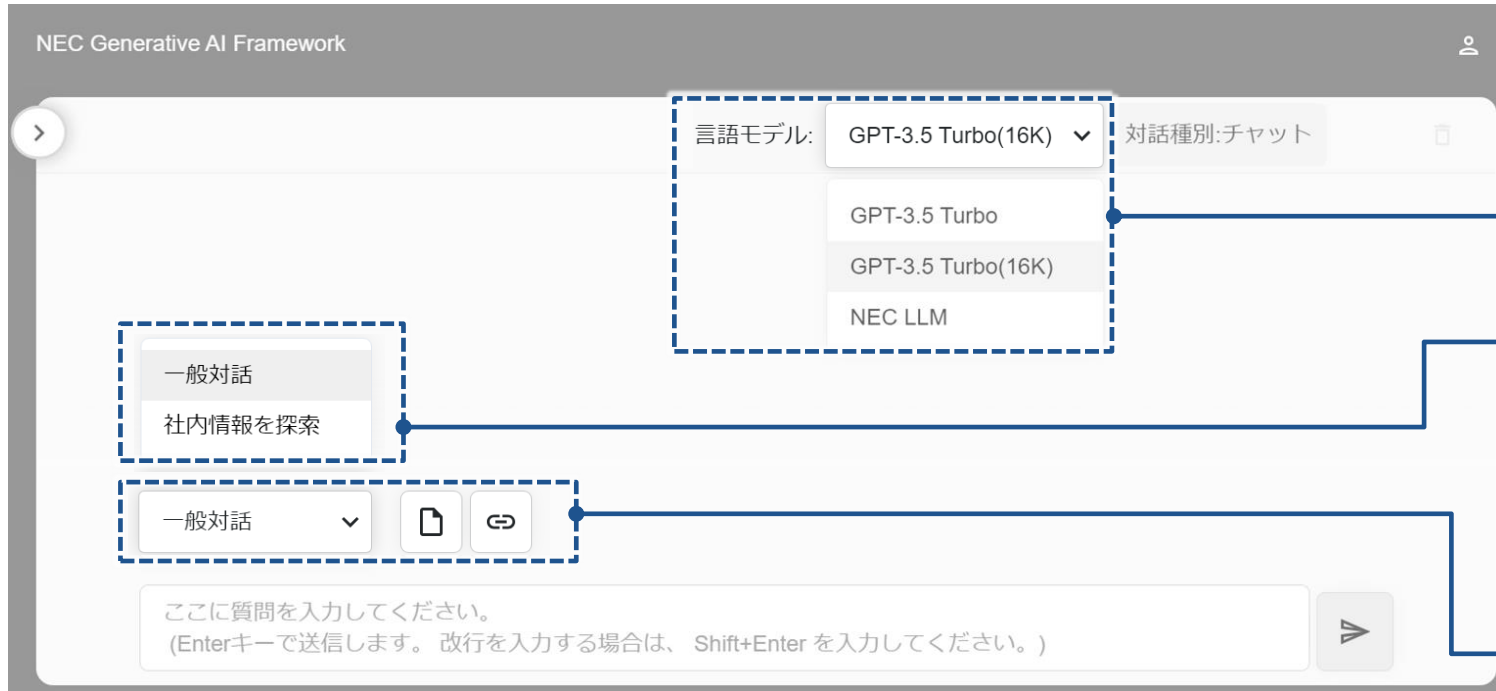 NEC Generative AI Framework
言語モデル: GPT-3.5 Turbo(16K) 対話種別:チャット
GPT-3.5 Turbo
GPT-3.5 Turbo(16K)
NEC LLM
一般対話
社内情報を探索
一般対話
ここに質問を入力してください。
(Enterキーで送信します。 改行を入力する場合は、 Shift+Enter を入力してください。)